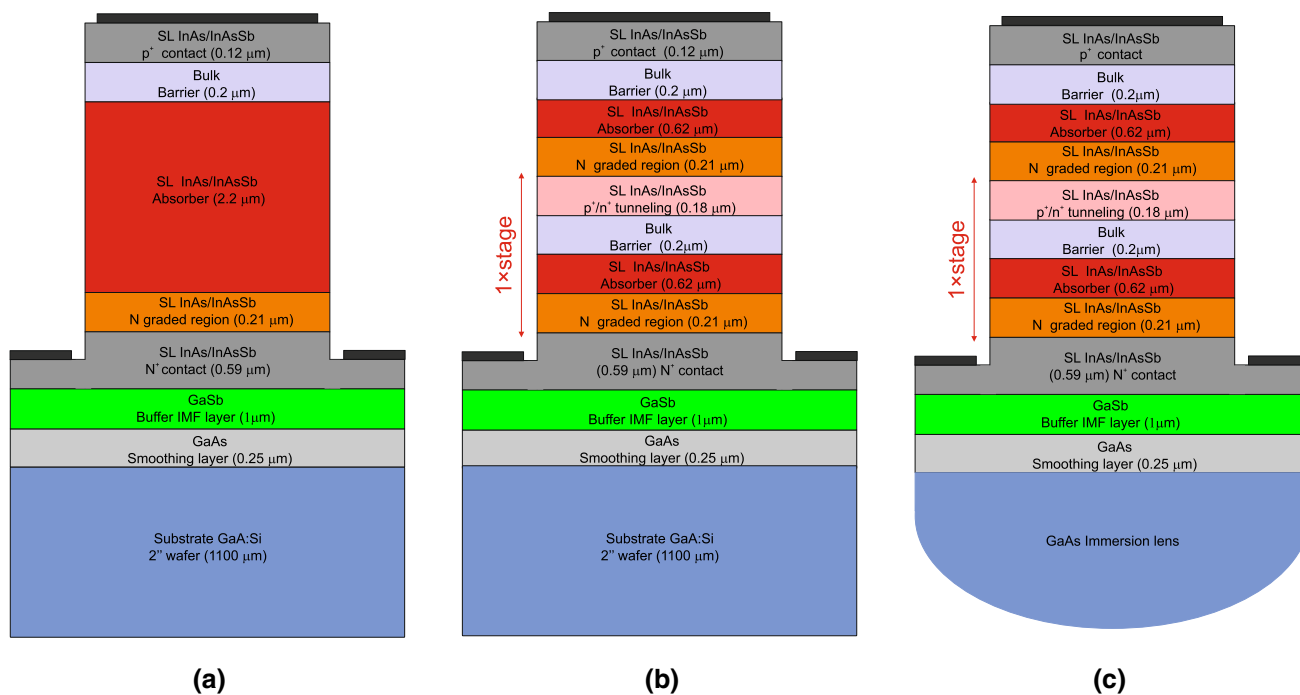 SL InAs/InAsSb
p⁺ contact (0.12 μm)
Bulk
Barrier (0.2 μm)
SL InAs/InAsSb
Absorber (2.2 μm)
SL InAs/InAsSb
N graded region (0.21 μm)
SL InAs/InAsSb
N⁺contact (0.59 μm)
GaSb
Buffer IMF layer (1μm)
GaAs
Smoothing layer (0.25 μm)
Substrate GaA:Si
2'' wafer (1100 μm)
(a)
SL InAs/InAsSb
p⁺ contact (0.12 μm)
Bulk
Barrier (0.2 μm)
SL InAs/InAsSb
Absorber (0.62 μm)
SL InAs/InAsSb
N graded region (0.21 μm)
1×stage
SL InAs/InAsSb
p⁺/n⁺ tunneling (0.18 μm)
Bulk
Barrier (0.2μm)
SL InAs/InAsSb
Absorber (0.62 μm)
SL InAs/InAsSb
N graded region (0.21 μm)
SL InAs/InAsSb
(0.59 μm) N⁺ contact
GaSb
Buffer IMF layer (1μm)
GaAs
Smoothing layer (0.25 μm)
Substrate GaA:Si
2'' wafer (1100 μm)
(b)
SL InAs/InAsSb
p⁺ contact
Bulk
Barrier (0.2μm)
SL InAs/InAsSb
Absorber (0.62 μm)
SL InAs/InAsSb
N graded region (0.21 μm)
1×stage
SL InAs/InAsSb
p⁺/n⁺ tunneling (0.18 μm)
Bulk
Barrier (0.2μm)
SL InAs/InAsSb
Absorber (0.62 μm)
SL InAs/InAsSb
N graded region (0.21 μm)
SL InAs/InAsSb
(0.59 μm) N⁺ contact
GaSb
Buffer IMF layer (1μm)
GaAs
Smoothing layer (0.25 μm)
GaAs Immersion lens
(c)